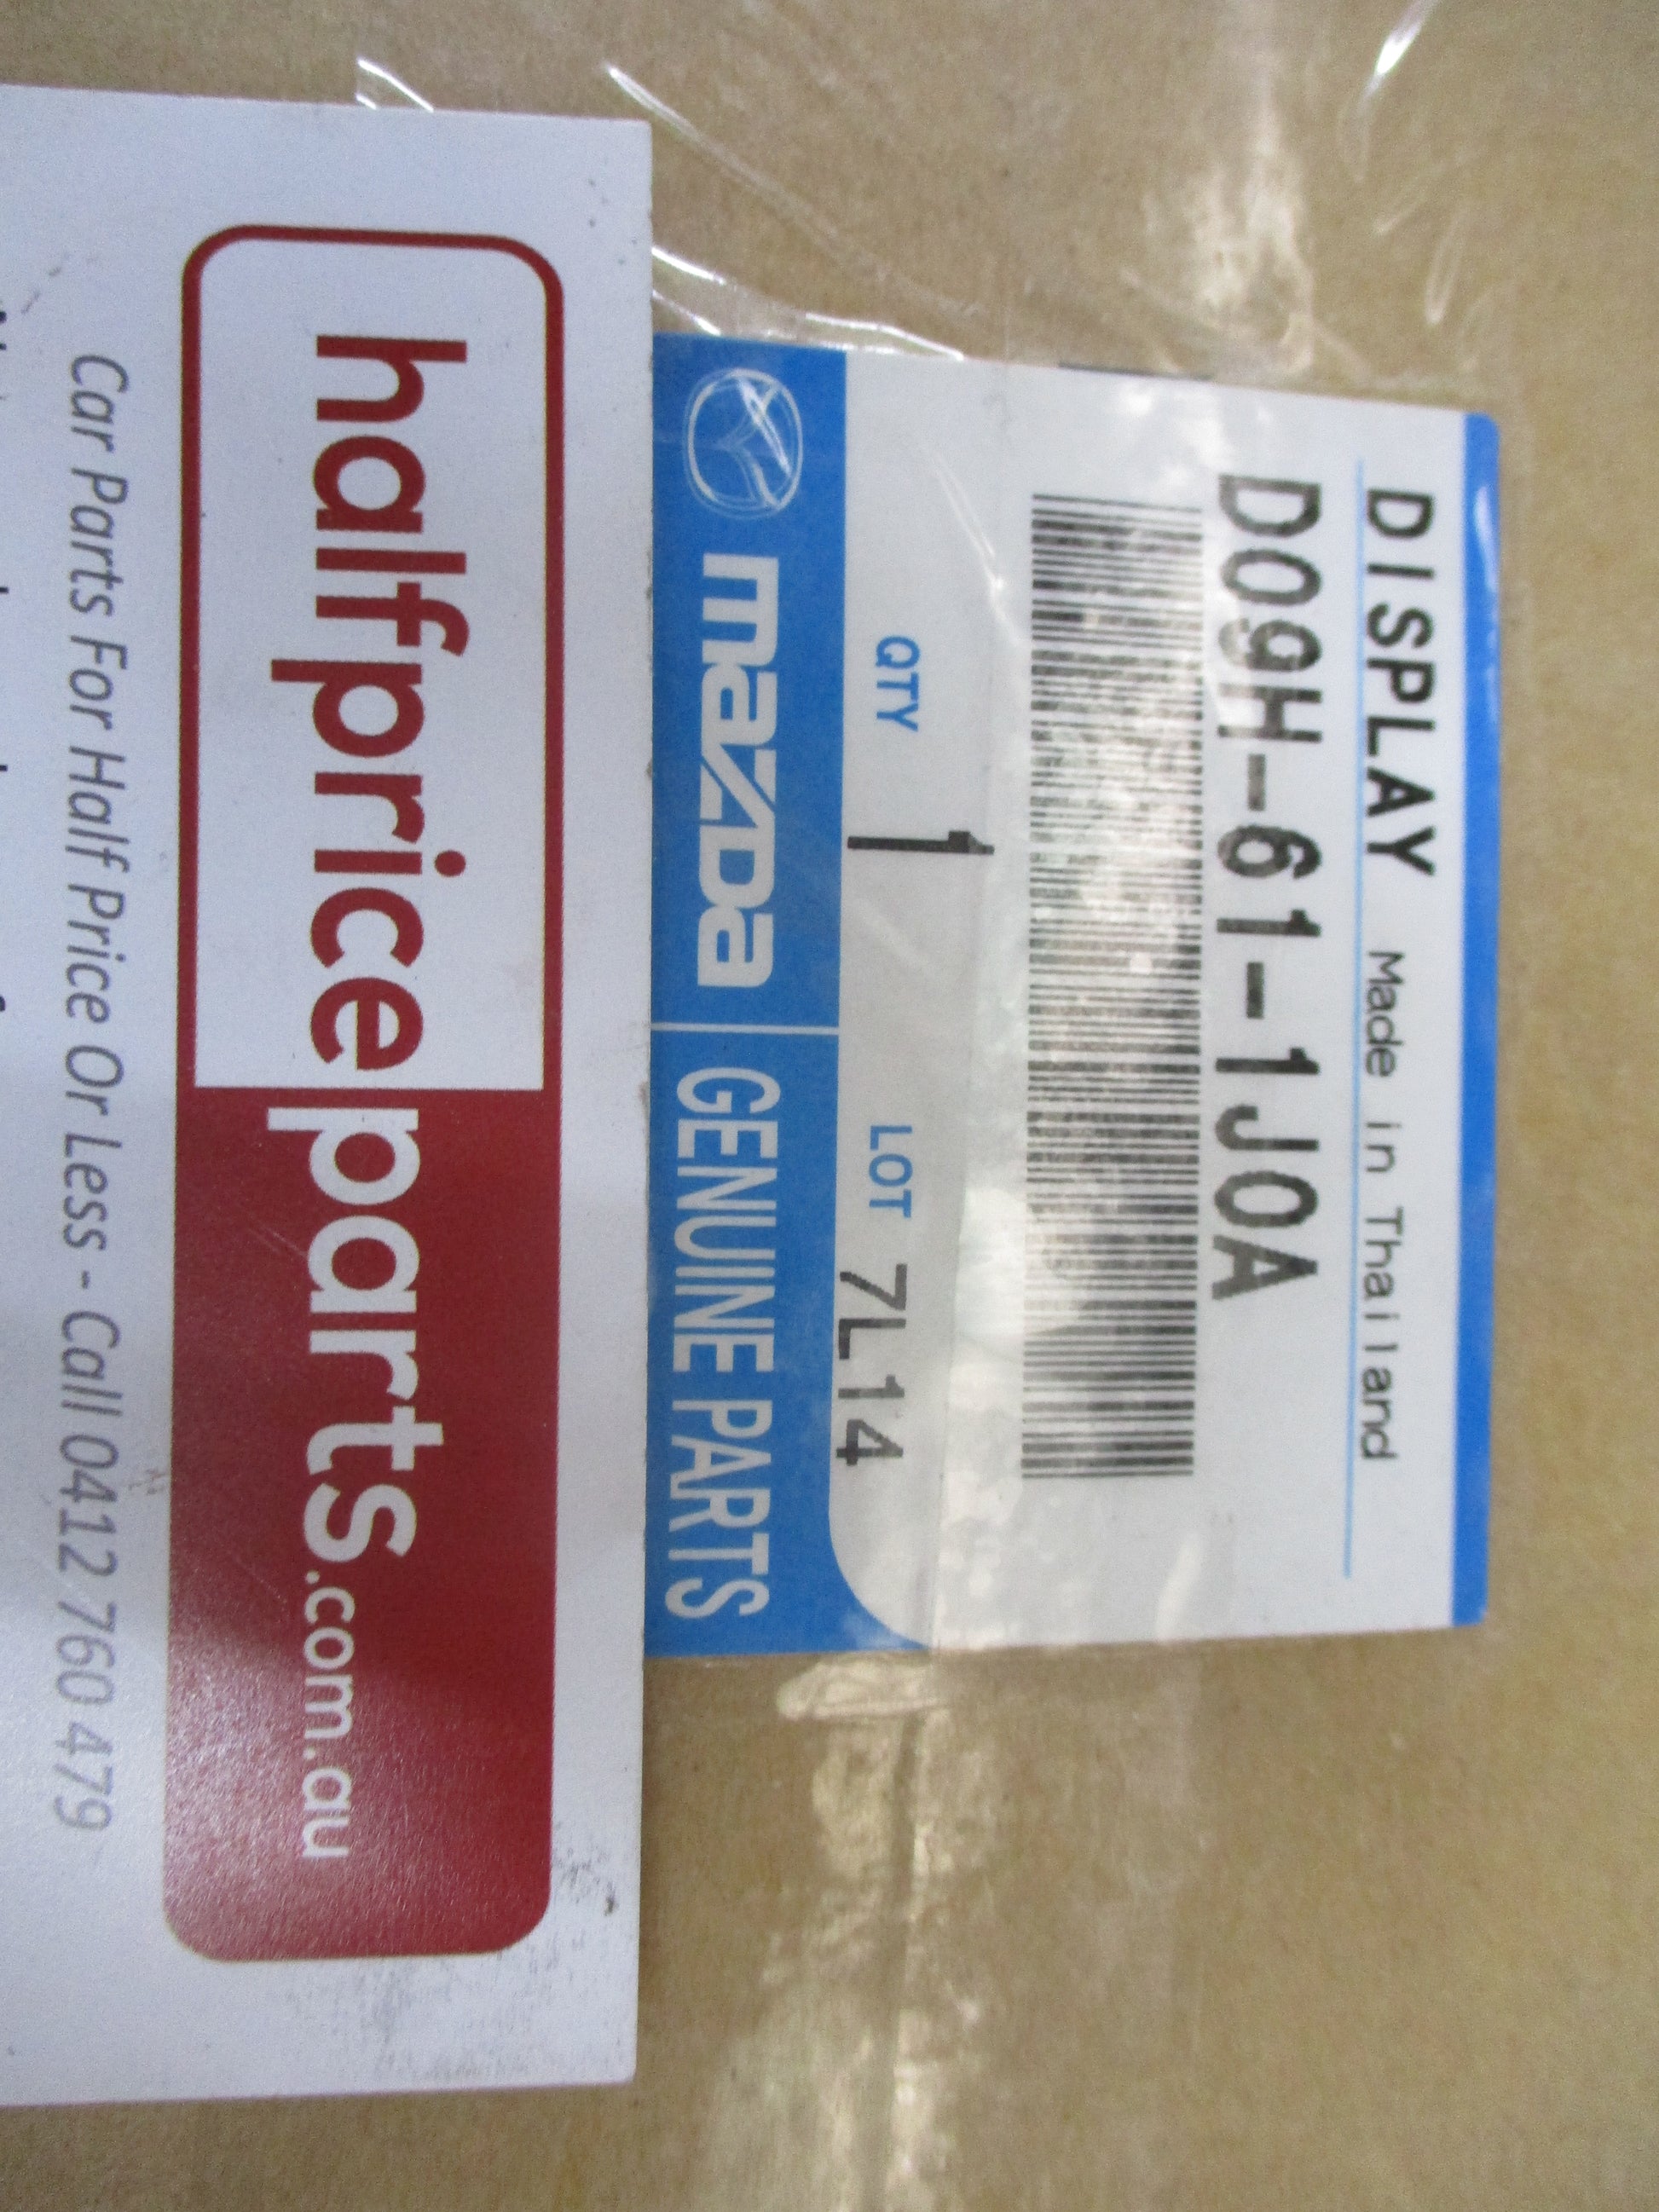 DISPLAY Made in Thailand
D09H-61-1J0A
QTY 1 LOT 7L14
mazda GENUINE PARTS
halfpriceparts.com.au
Car Parts For Half Price Or Less - Call 0412 760 479